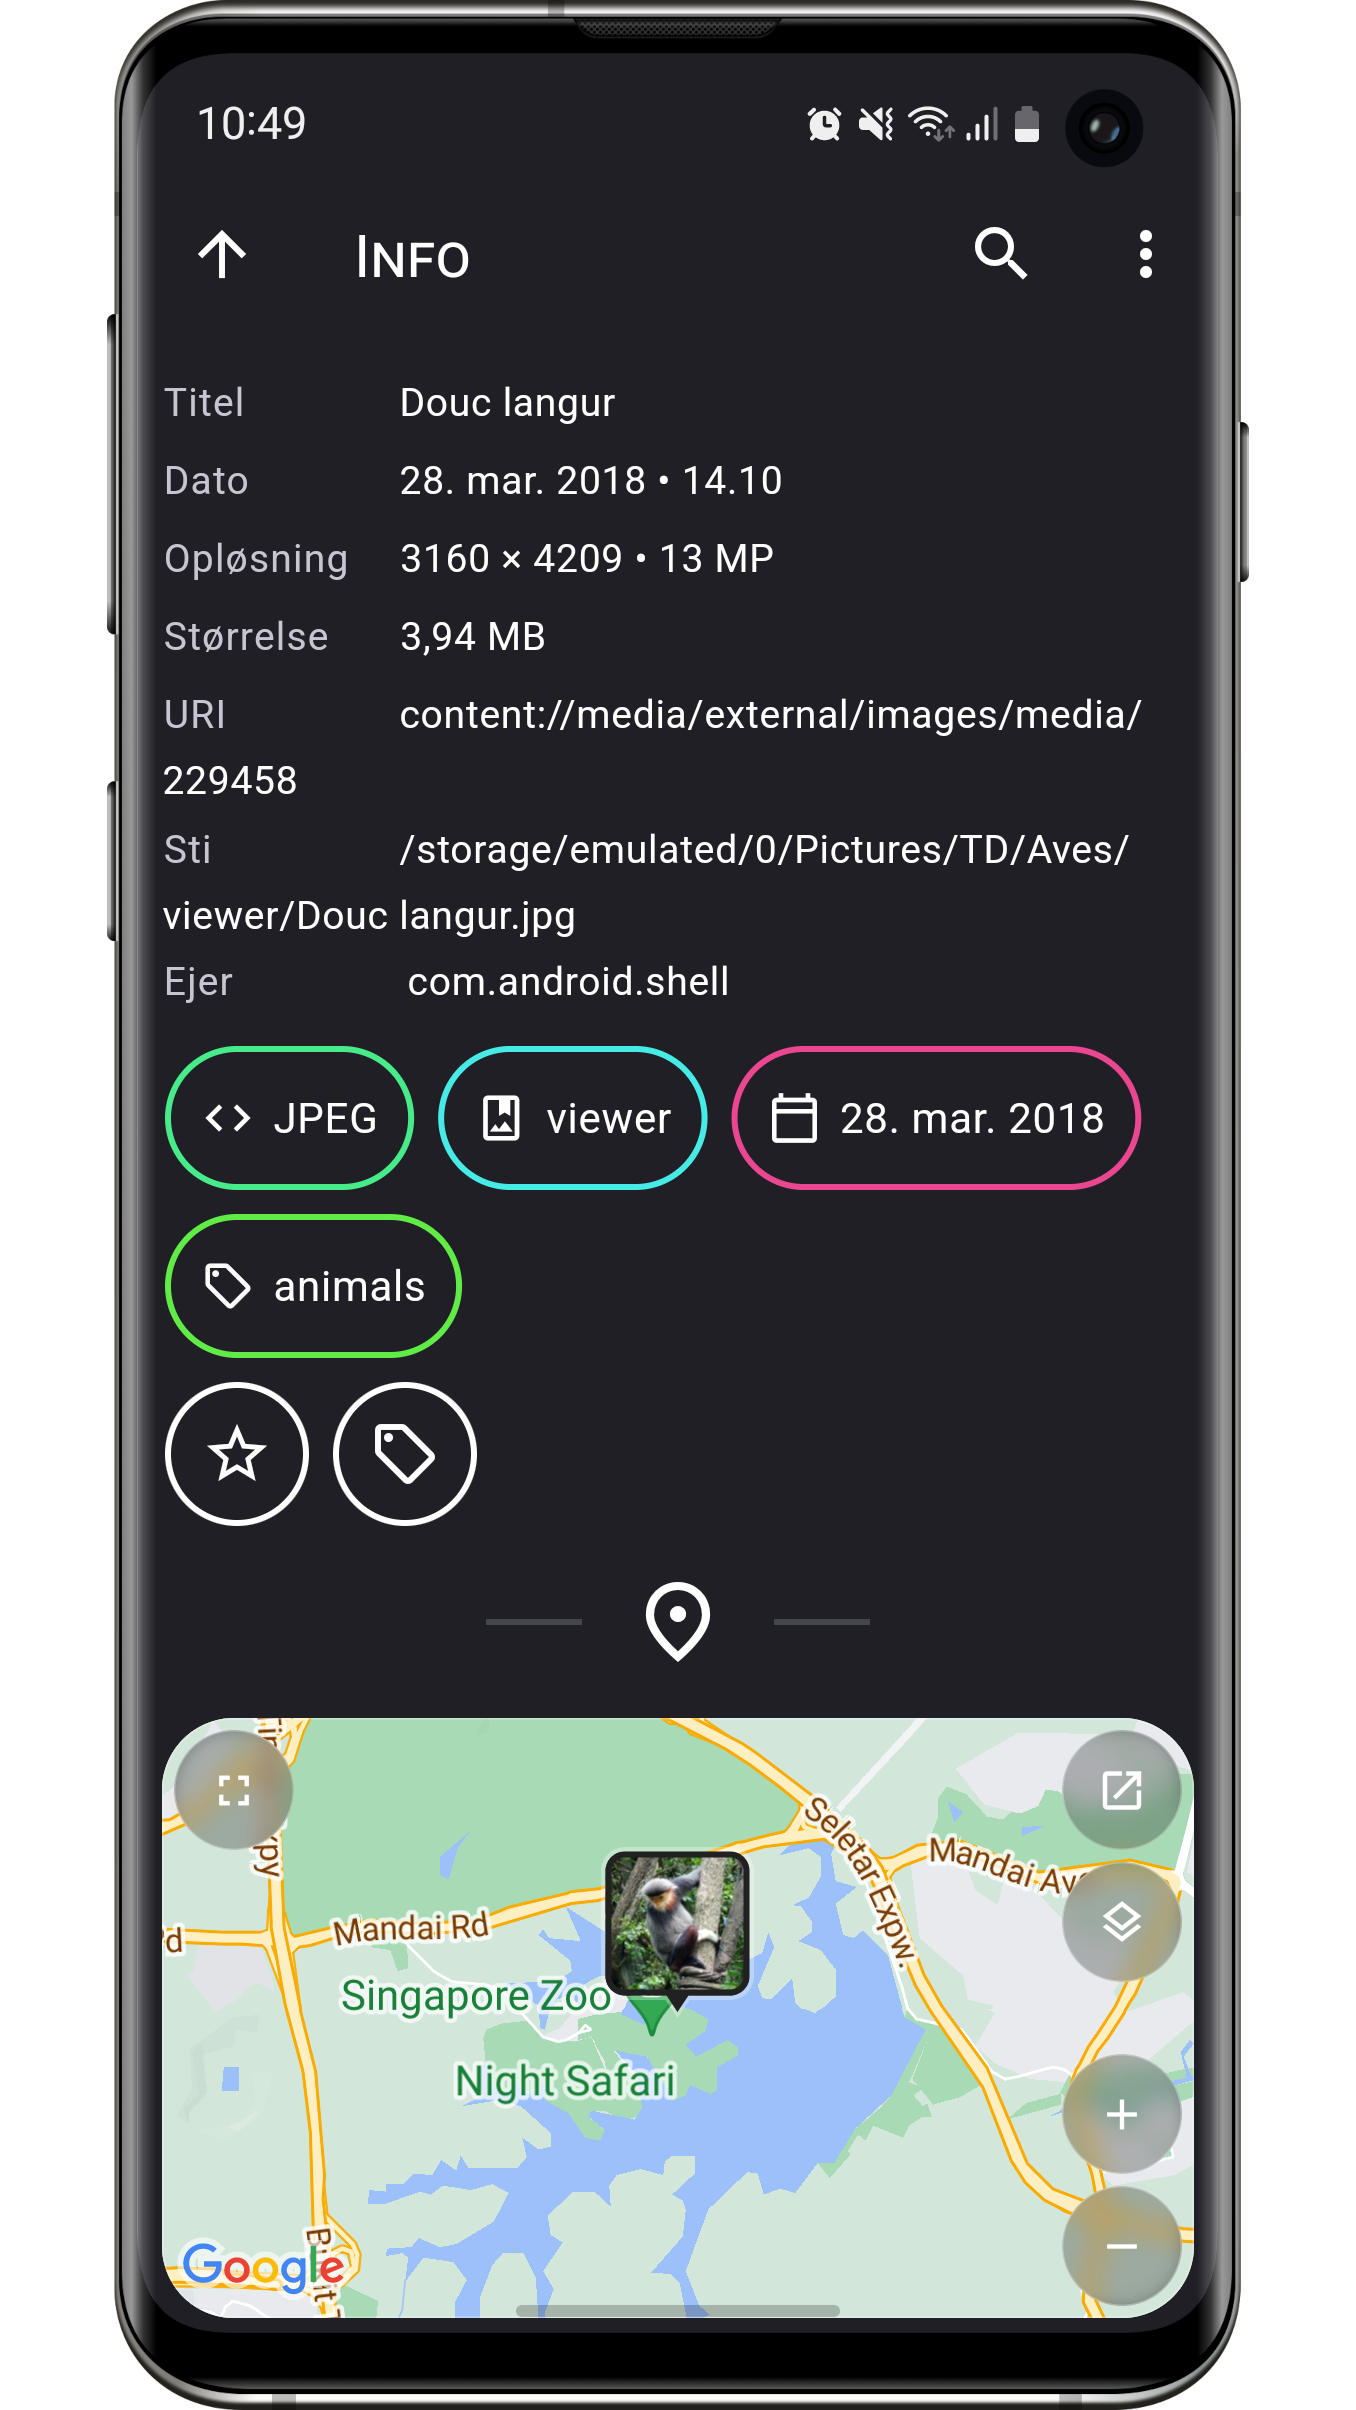 10:49
INFO
Titel Douc langur
Dato 28. mar. 2018 • 14.10
Opløsning 3160 × 4209 • 13 MP
Størrelse 3,94 MB
URI content://media/external/images/media/
229458
Sti /storage/emulated/0/Pictures/TD/Aves/
viewer/Douc langur.jpg
Ejer com.android.shell
JPEG viewer 28. mar. 2018
animals
Seletar Expw.
Mandai Ave
Mandai Rd
Singapore Zoo
Night Safari
Google